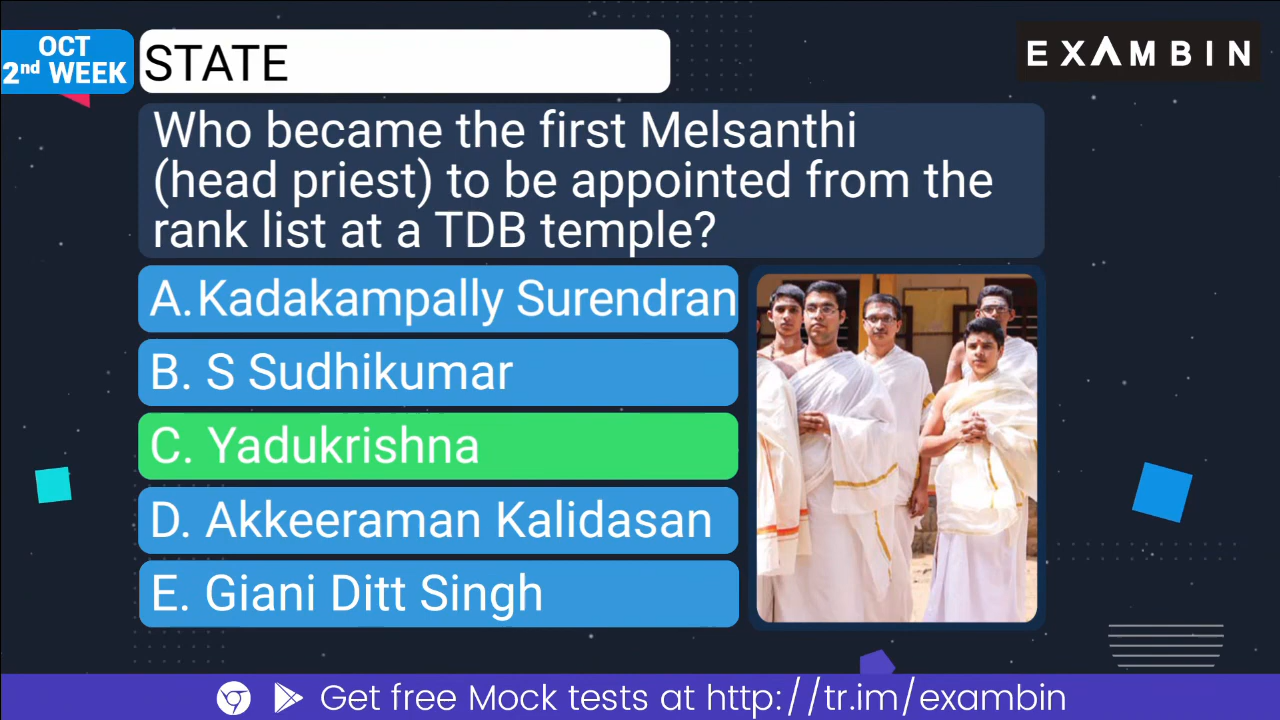 OCT
2nd WEEK
STATE
EXAMBIN
Who became the first Melsanthi
(head priest) to be appointed from the
rank list at a TDB temple?
A.Kadakampally Surendran
B. S Sudhikumar
C. Yadukrishna
D. Akkeeraman Kalidasan
E. Giani Ditt Singh
Get free Mock tests at http://tr.im/exambin